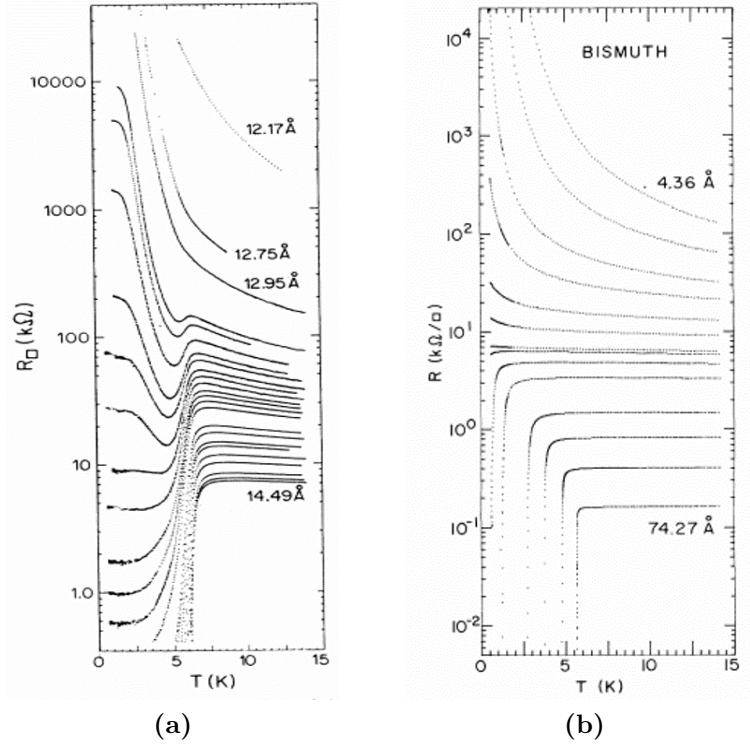 10000
1000
100
10
1.0
R□ (kΩ)
12.17Å
12.75Å
12.95Å
14.49Å
0 5 10 15
T (K)
(a)
10⁴
10³
10²
10¹
10⁰
10⁻¹
10⁻²
R (kΩ/□)
BISMUTH
4.36 Å
74.27 Å
0 5 10 15
T (K)
(b)